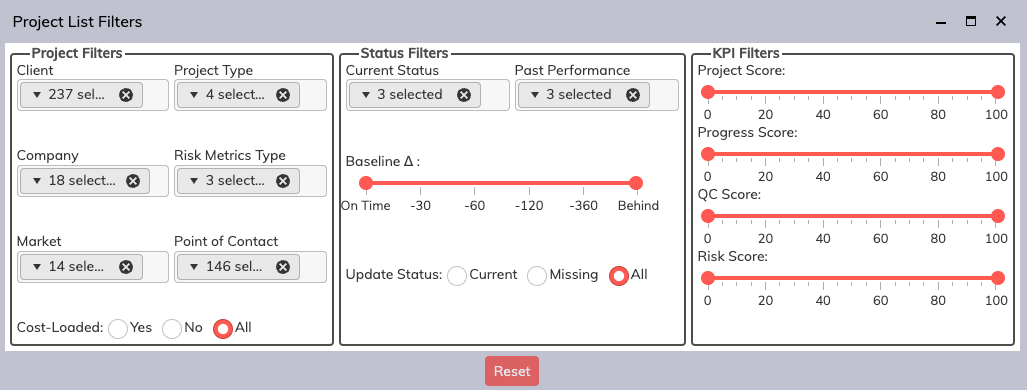 Project List Filters
Project Filters
Client
Project Type
237 sel...
4 select...
Company
Risk Metrics Type
18 select...
3 select...
Market
Point of Contact
14 sele...
146 sel...
Cost-Loaded: Yes No All
Status Filters
Current Status
Past Performance
3 selected
3 selected
Baseline Δ :
On Time -30 -60 -120 -360 Behind
Update Status: Current Missing All
KPI Filters
Project Score:
0 20 40 60 80 100
Progress Score:
0 20 40 60 80 100
QC Score:
0 20 40 60 80 100
Risk Score:
0 20 40 60 80 100
Reset